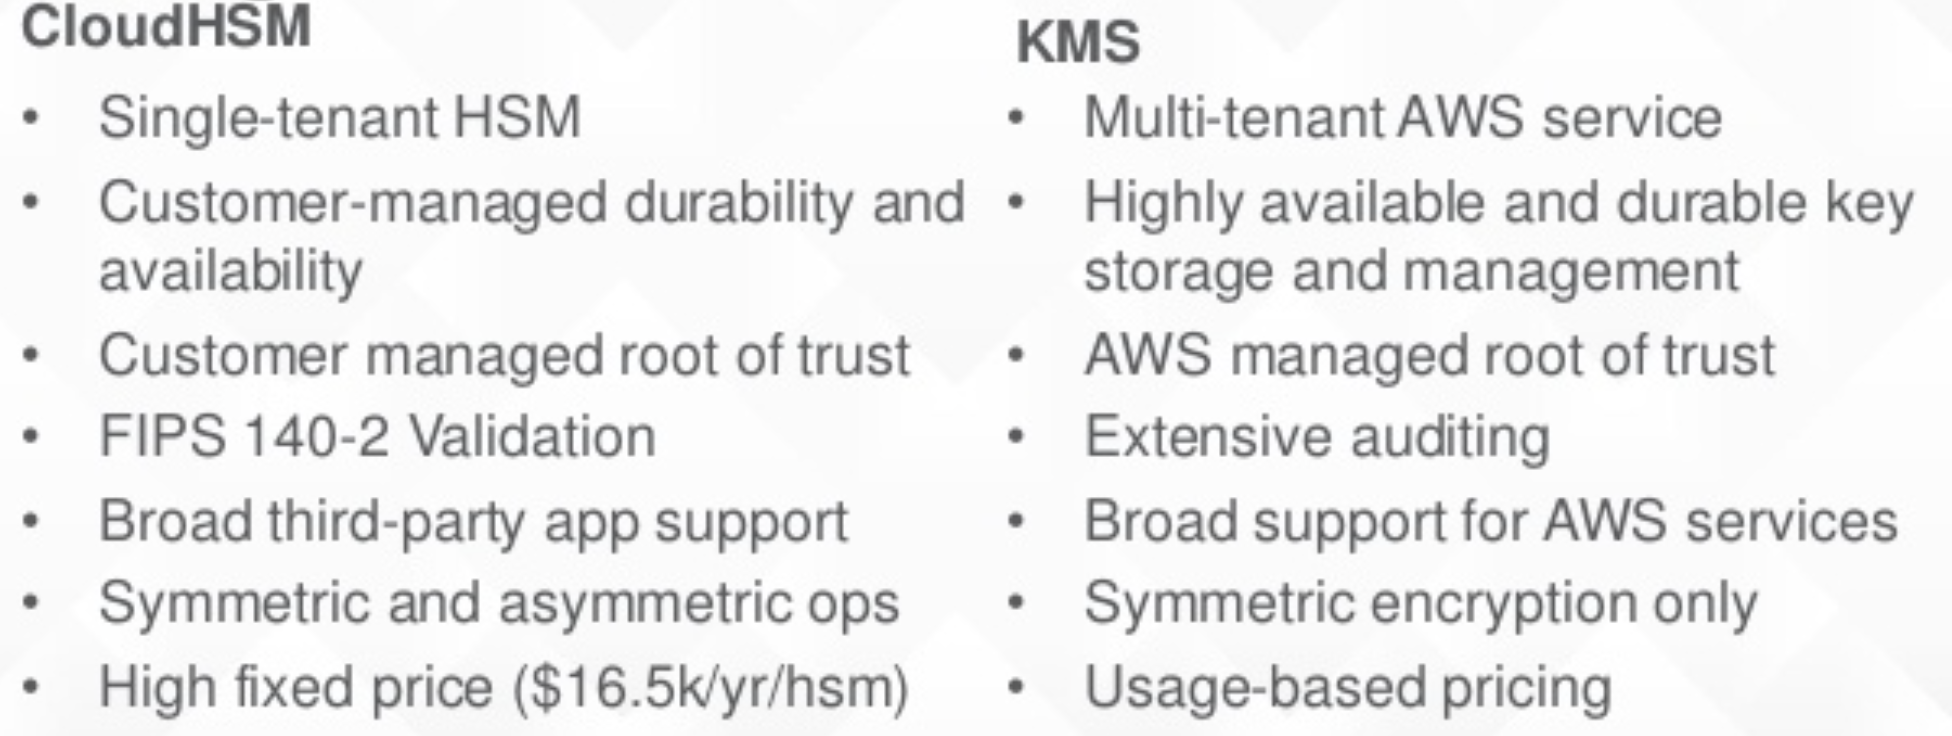 CloudHSM
• Single-tenant HSM
• Customer-managed durability and
availability
• Customer managed root of trust
• FIPS 140-2 Validation
• Broad third-party app support
• Symmetric and asymmetric ops
• High fixed price ($16.5k/yr/hsm)
KMS
• Multi-tenant AWS service
• Highly available and durable key
storage and management
• AWS managed root of trust
• Extensive auditing
• Broad support for AWS services
• Symmetric encryption only
• Usage-based pricing